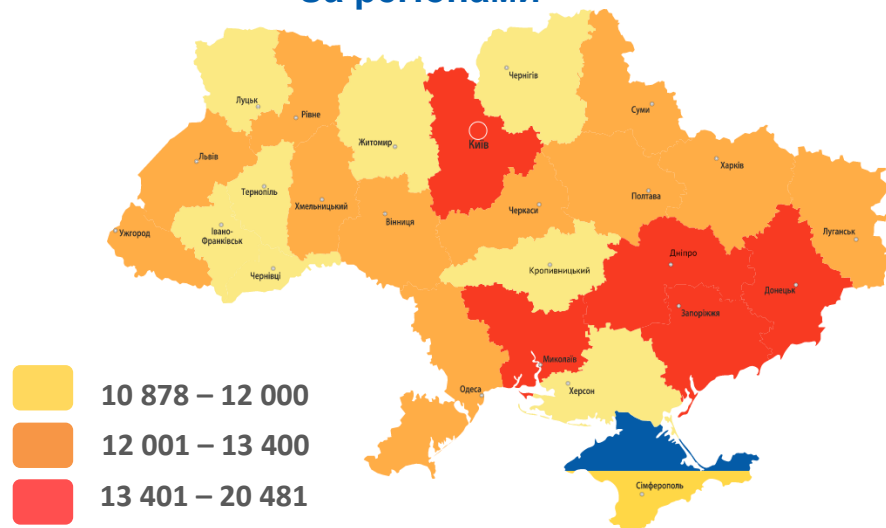 за регіонами
Чернігів
Луцьк
Суми
Рівне
Житомир
Київ
Львів
Харків
Тернопіль
Полтава
Хмельницький
Черкаси
Вінниця
Ужгород
Івано-
Франківськ
Луганськ
Дніпро
Чернівці
Кропивницький
Донецьк
Запоріжжя
Миколаїв
Одеса
Херсон
10 878 – 12 000
12 001 – 13 400
13 401 – 20 481
Сімферополь